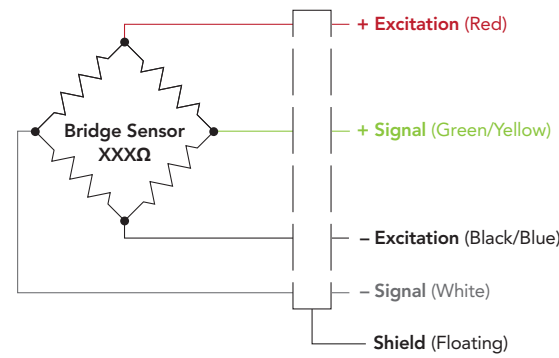 + Excitation (Red)
Bridge Sensor
XXXΩ
+ Signal (Green/Yellow)
– Excitation (Black/Blue)
– Signal (White)
Shield (Floating)